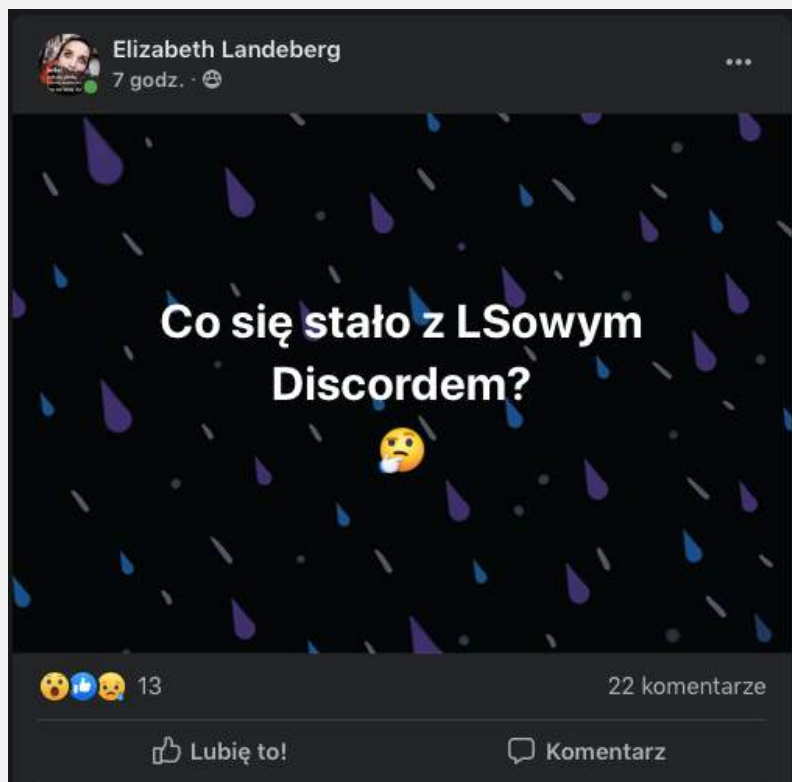 Elizabeth Landeberg
7 godz. ·
Co się stało z LSowym
Discordem?
13
22 komentarze
Lubię to!
Komentarz